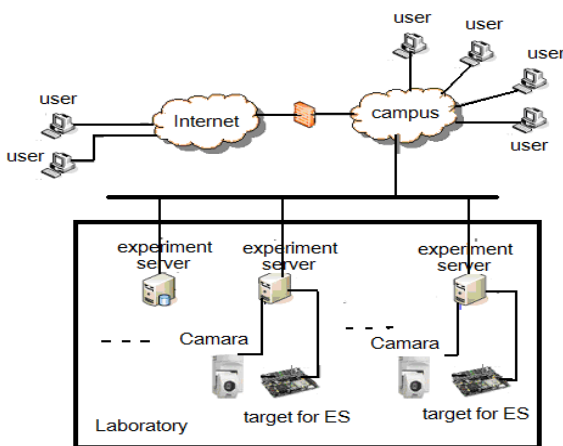 user
user
user
user
Internet
campus
user
user
experiment
server
experiment
server
experiment
server
Camara
Camara
target for ES
target for ES
Laboratory